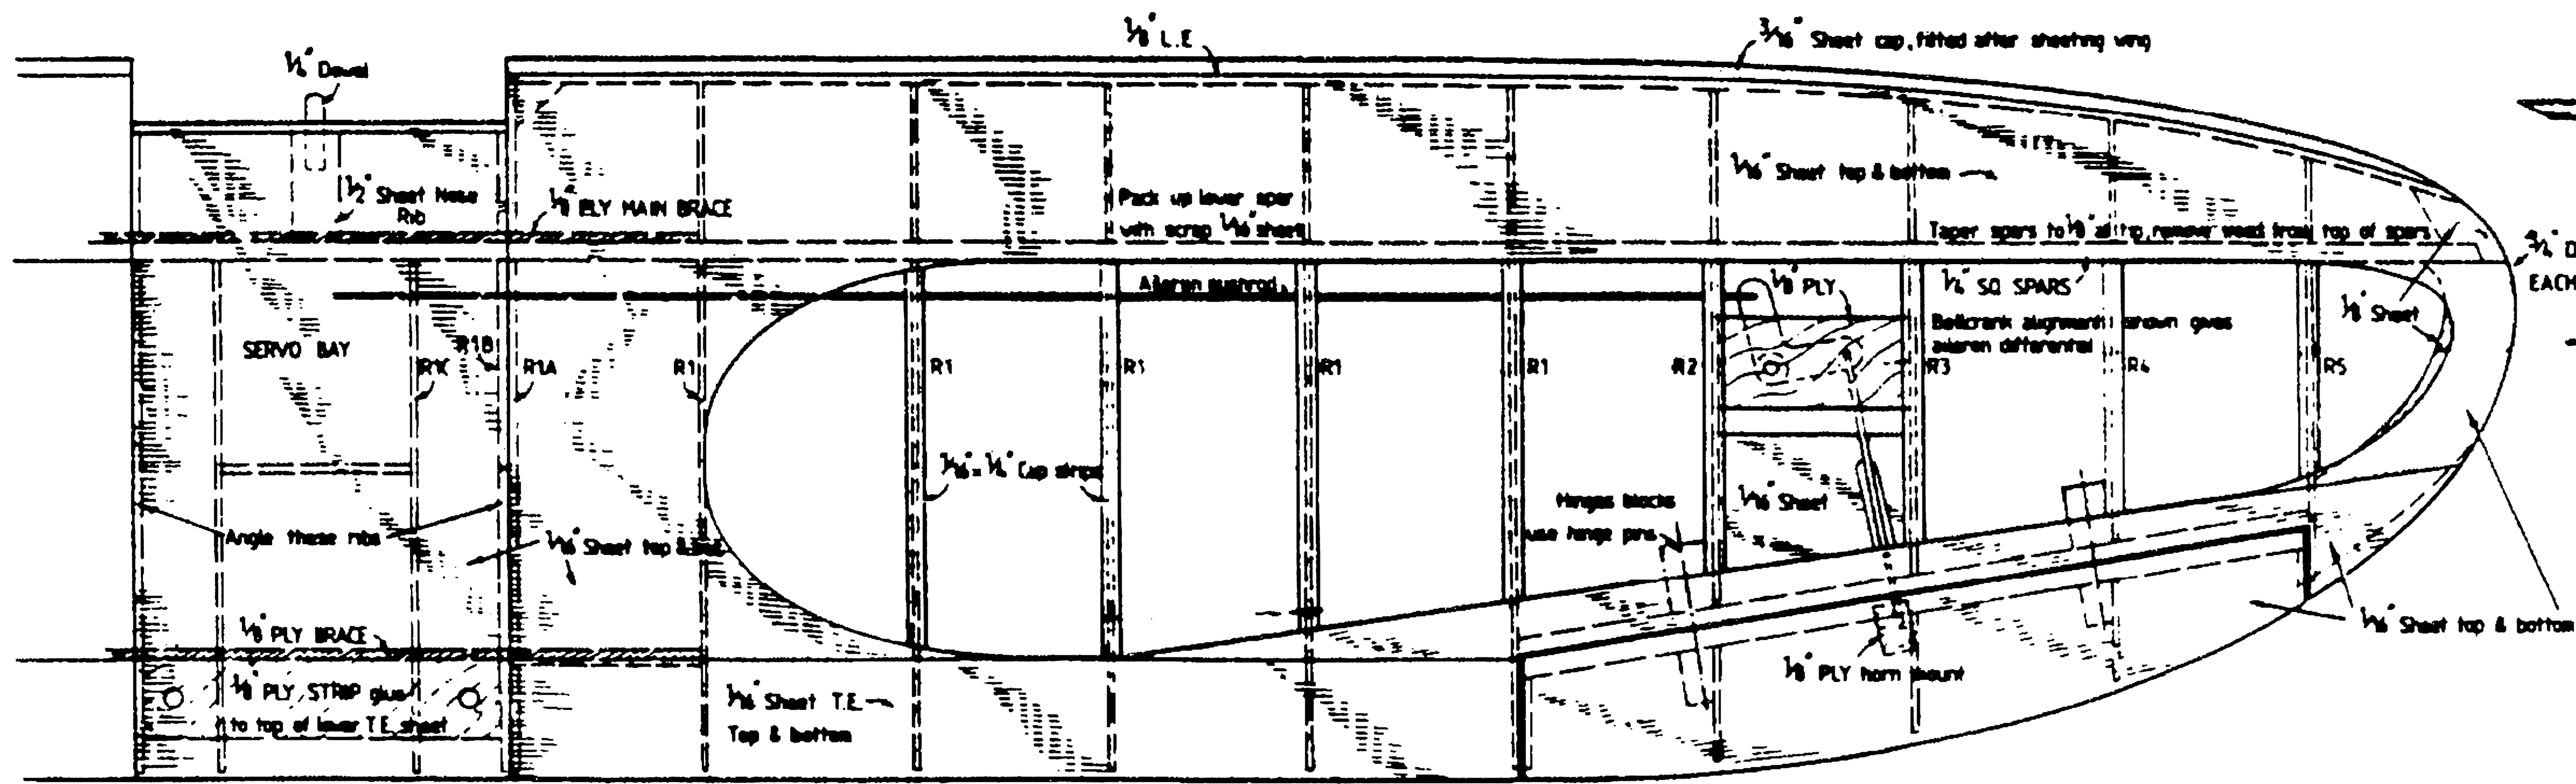 1/4" Dowel
1/8" L.E
3/16" Sheet cap, fitted after sheeting wing
1/2" Sheet Nose
Rib
1/8" PLY MAIN BRACE
Pack up lower spar
with scrap 1/16" sheet
1/16" Sheet top & bottom
Taper spars to 1/8" at tip, remove wood from top of spars
EACH
Aileron pushrod
1/8" PLY
1/4" SQ SPARS
1/8" Sheet
Bellcrank alignment shown gives
aileron differential
SERVO BAY
R1C
R1B
R1A
R1
R1
R1
R1
R1
R2
R3
R4
R5
1/16" x 1/4" Cap strips
Hinges blocks
use hinge pins
1/16" Sheet
Angle these ribs
1/16" Sheet top &
1/8" PLY BRACE
1/8" PLY STRIP glue
to top of lower T.E. sheet
1/16" Sheet T.E.
Top & bottom
1/8" PLY horn mount
1/16" Sheet top & bottom